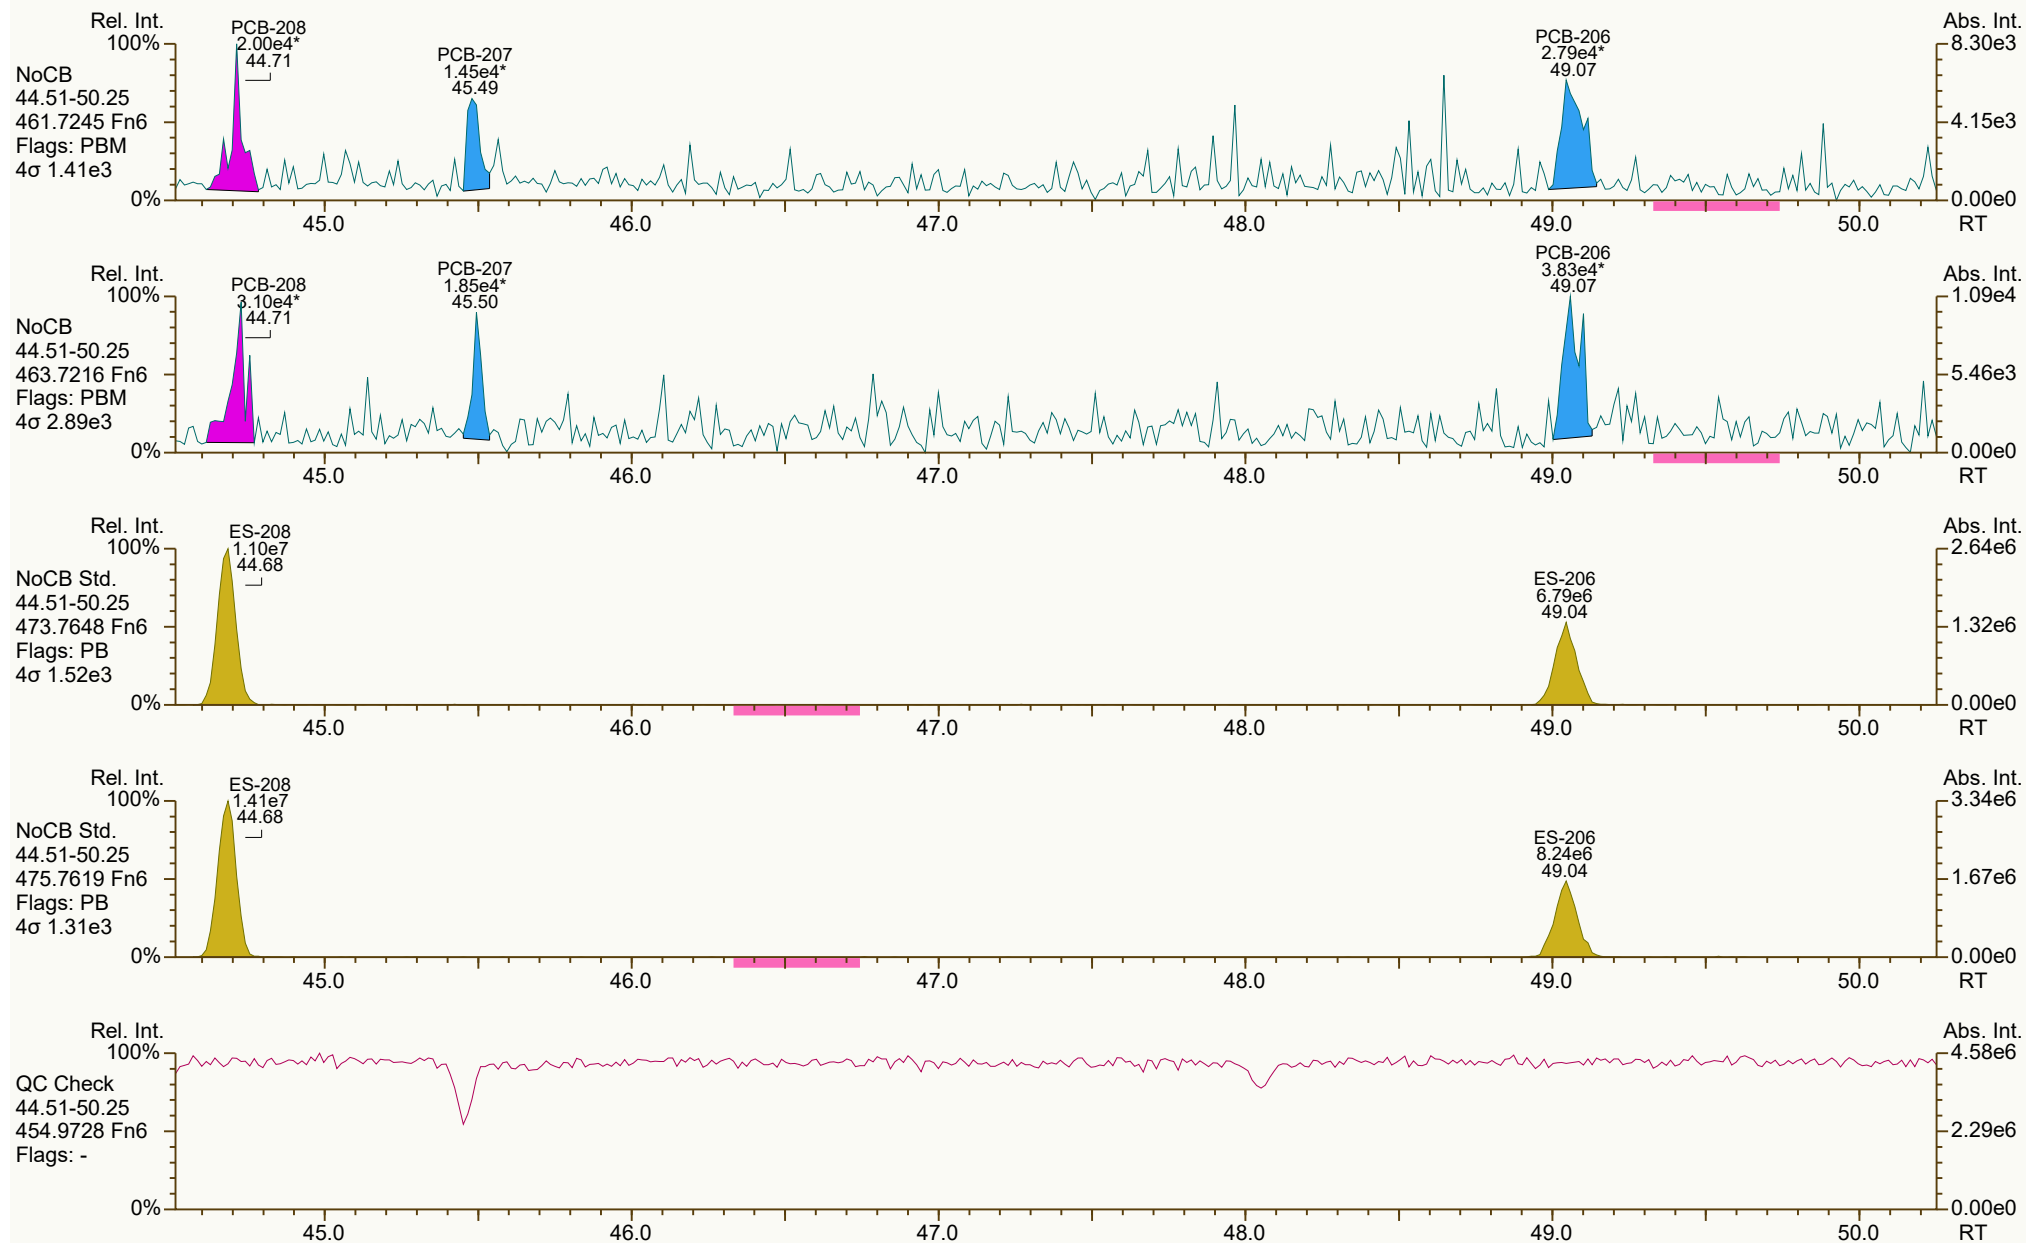 Rel. Int.
Abs. Int.
100%
8.30e3
PCB-208
2.00e4*
44.71
PCB-207
1.45e4*
45.49
PCB-206
2.79e4*
49.07
NoCB
44.51-50.25
461.7245 Fn6
Flags: PBM
4σ 1.41e3
4.15e3
0%
0.00e0
45.0 46.0 47.0 48.0 49.0 50.0 RT
Rel. Int.
Abs. Int.
100%
1.09e4
PCB-208
3.10e4*
44.71
PCB-207
1.85e4*
45.50
PCB-206
3.83e4*
49.07
NoCB
44.51-50.25
463.7216 Fn6
Flags: PBM
4σ 2.89e3
5.46e3
0%
0.00e0
45.0 46.0 47.0 48.0 49.0 50.0 RT
Rel. Int.
Abs. Int.
100%
2.64e6
ES-208
1.10e7
44.68
ES-206
6.79e6
49.04
NoCB Std.
44.51-50.25
473.7648 Fn6
Flags: PB
4σ 1.52e3
1.32e6
0%
0.00e0
45.0 46.0 47.0 48.0 49.0 50.0 RT
Rel. Int.
Abs. Int.
100%
3.34e6
ES-208
1.41e7
44.68
ES-206
8.24e6
49.04
NoCB Std.
44.51-50.25
475.7619 Fn6
Flags: PB
4σ 1.31e3
1.67e6
0%
0.00e0
45.0 46.0 47.0 48.0 49.0 50.0 RT
Rel. Int.
Abs. Int.
100%
4.58e6
QC Check
44.51-50.25
454.9728 Fn6
Flags: -
2.29e6
0%
0.00e0
45.0 46.0 47.0 48.0 49.0 50.0 RT